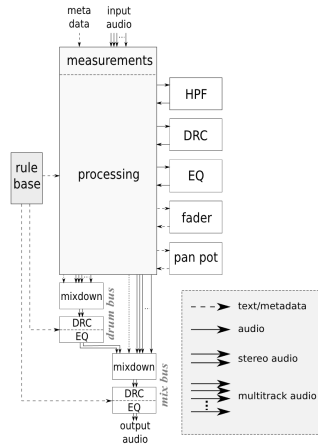 meta
data
input
audio
measurements
processing
HPF
DRC
EQ
fader
pan pot
rule
base
mixdown
DRC
EQ
drum bus
mixdown
DRC
EQ
mix bus
output
audio
text/metadata
audio
stereo audio
multitrack audio